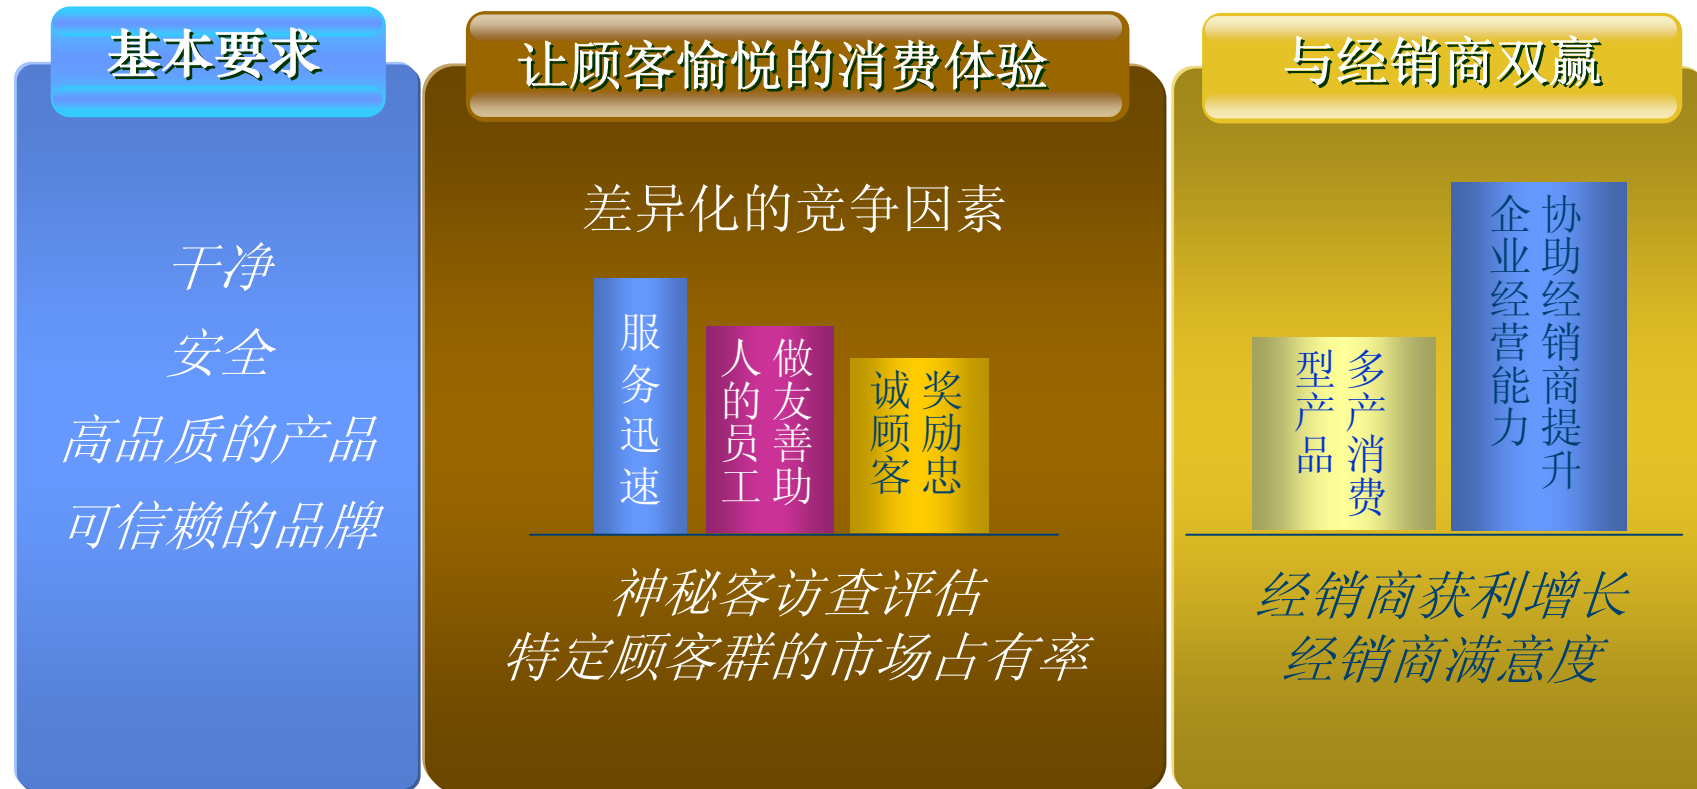 基本要求
干净
安全
高品质的产品
可信赖的品牌
让顾客愉悦的消费体验
差异化的竞争因素
服务迅速
做友善助
人的员工
奖励忠
诚顾客
神秘客访查评估
特定顾客群的市场占有率
与经销商双赢
多产消费
型产品
协助经销商提升
企业经营能力
经销商获利增长
经销商满意度